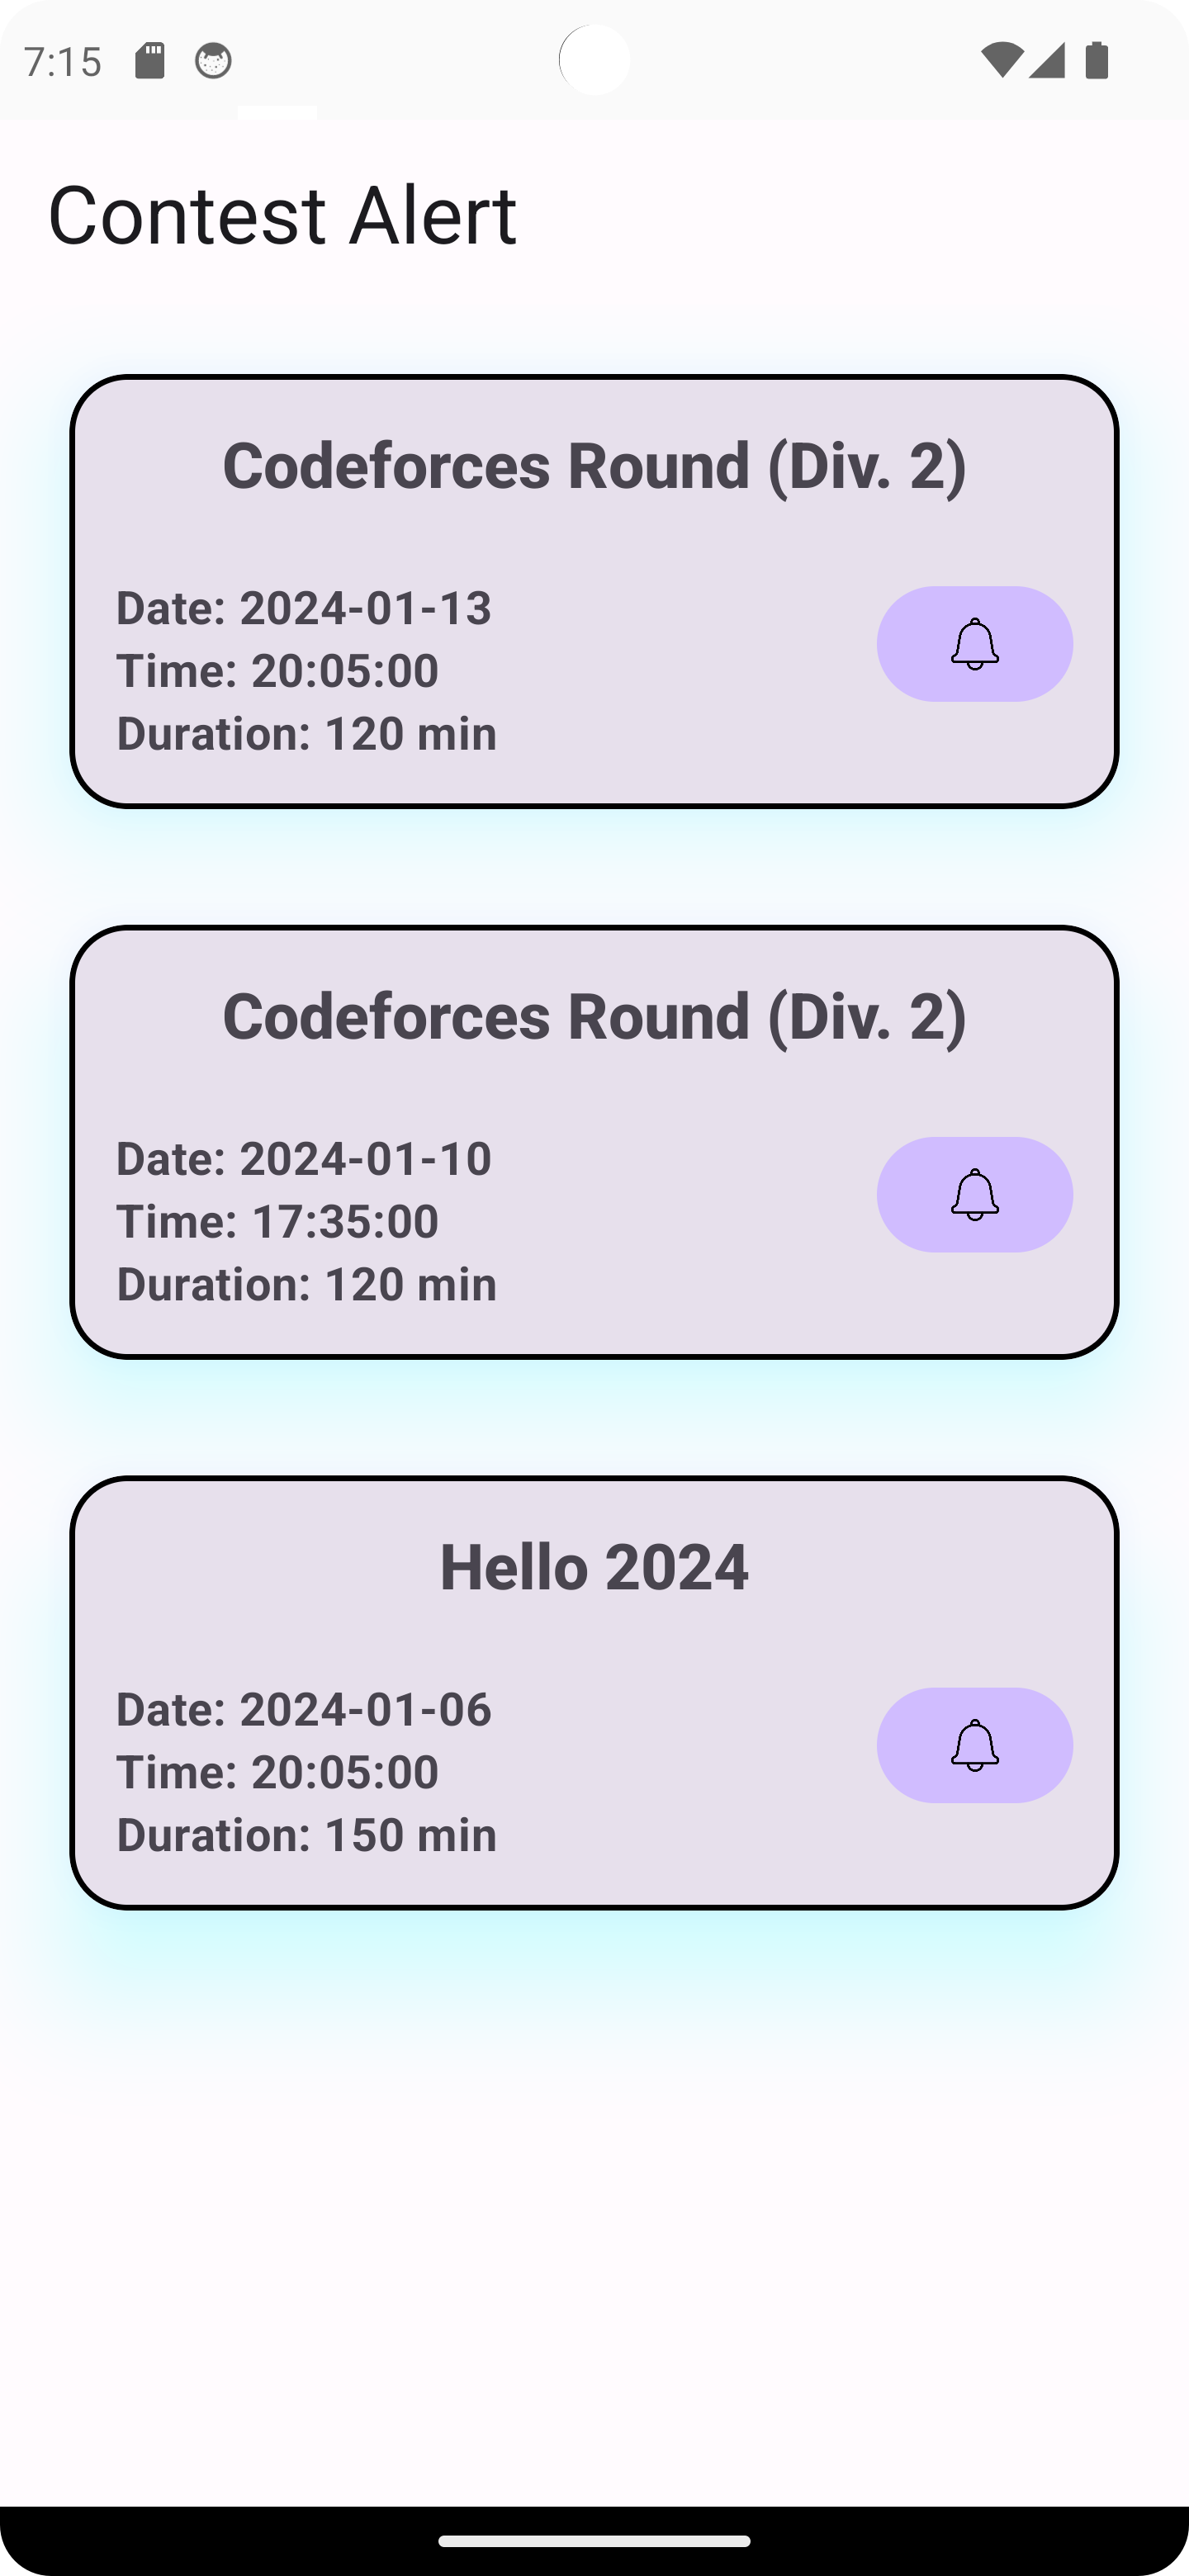 7:15
Contest Alert
Codeforces Round (Div. 2)
Date: 2024-01-13
Time: 20:05:00
Duration: 120 min
Codeforces Round (Div. 2)
Date: 2024-01-10
Time: 17:35:00
Duration: 120 min
Hello 2024
Date: 2024-01-06
Time: 20:05:00
Duration: 150 min